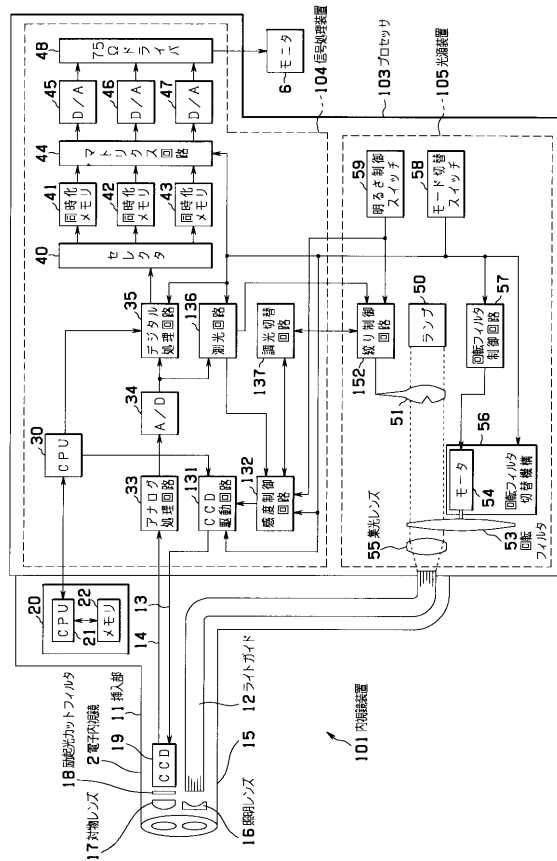 101 内視鏡装置
103 プロセッサ
104 信号処理装置
105 光源装置
2 電子内視鏡
11 挿入部
12 ライトガイド
13
14
15
16 照明レンズ
17 対物レンズ
18 励起光カットフィルタ
19
CCD
20
CPU
21
メモリ
22
30
CPU
33
アナログ
処理回路
34
A/D
35
デジタル
処理回路
131
CCD
駆動回路
132
感度制御
回路
136
測光回路
137
調光切替
回路
40
セレクタ
41
同時化
メモリ
42
同時化
メモリ
43
同時化
メモリ
44
マトリクス回路
45
D/A
46
D/A
47
D/A
48
75Ωドライバ
6
モニタ
59
明るさ制御
スイッチ
58
モード切替
スイッチ
152
絞り制御
回路
50
ランプ
51
57
回転フィルタ
制御回路
56
回転フィルタ
切替機構
モータ
54
55 集光レンズ
53
回転
フィルタ